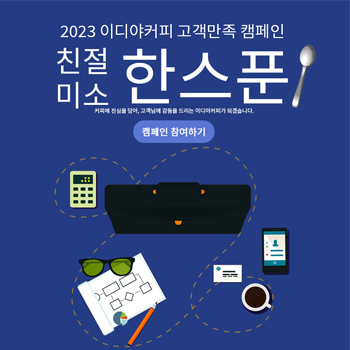 2023 이디야커피 고객만족 캠페인
친절
미소
한스푼
커피에 진심을 담아, 고객님께 감동을 드리는 이디야커피가 되겠습니다.
캠페인 참여하기